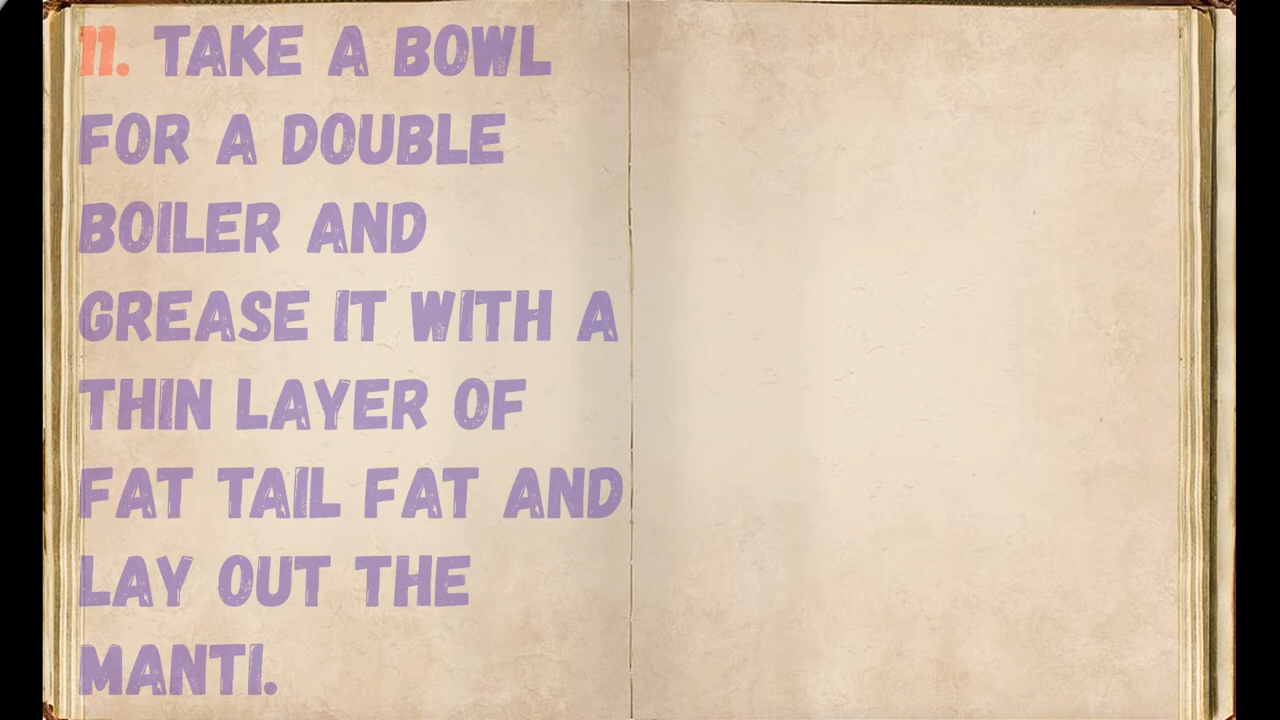 11. TAKE A BOWL
FOR A DOUBLE
BOILER AND
GREASE IT WITH A
THIN LAYER OF
FAT TAIL FAT AND
LAY OUT THE
MANTI.